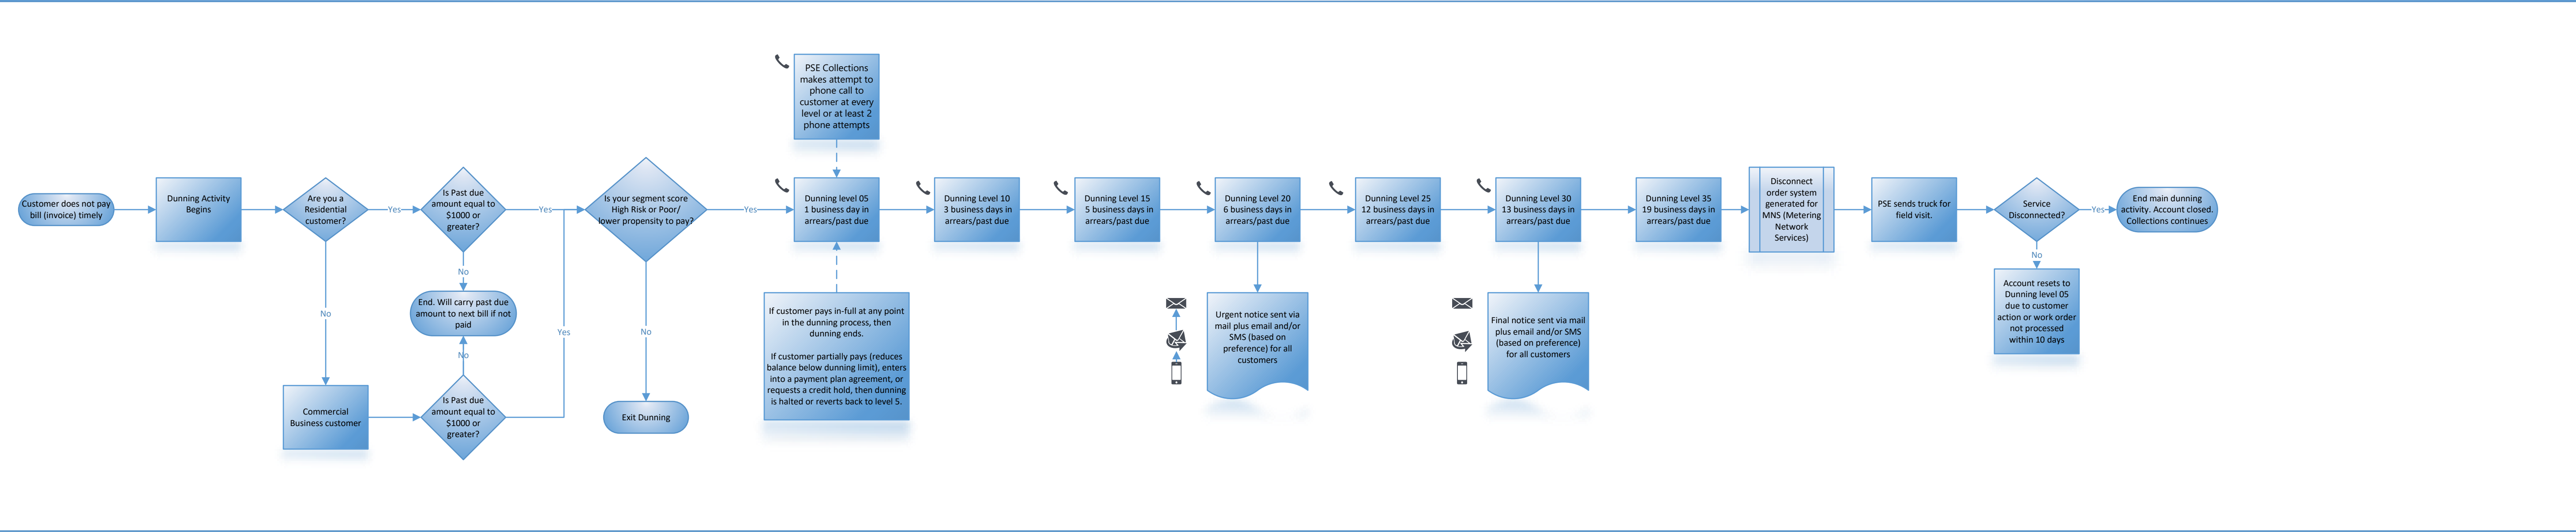 Customer does not pay
bill (invoice) timely
Dunning Activity
Begins
Are you a
Residential
customer?
Yes
No
Commercial
Business customer
Is Past due
amount equal to
$1000 or
greater?
Yes
No
End. Will carry past due
amount to next bill if not
paid
No
Is Past due
amount equal to
$1000 or
greater?
Yes
Is your segment score
High Risk or Poor/
lower propensity to pay?
Yes
No
Exit Dunning
PSE Collections
makes attempt to
phone call to
customer at every
level or at least 2
phone attempts
Dunning level 05
1 business day in
arrears/past due
If customer pays in-full at any point
in the dunning process, then
dunning ends.
If customer partially pays (reduces
balance below dunning limit), enters
into a payment plan agreement, or
requests a credit hold, then dunning
is halted or reverts back to level 5.
Dunning Level 10
3 business days in
arrears/past due
Dunning Level 15
5 business days in
arrears/past due
Dunning Level 20
6 business days in
arrears/past due
Urgent notice sent via
mail plus email and/or
SMS (based on
preference) for all
customers
Dunning Level 25
12 business days in
arrears/past due
Dunning Level 30
13 business days in
arrears/past due
Final notice sent via mail
plus email and/or SMS
(based on preference)
for all customers
Dunning Level 35
19 business days in
arrears/past due
Disconnect
order system
generated for
MNS (Metering
Network
Services)
PSE sends truck for
field visit.
Service
Disconnected?
Yes
No
End main dunning
activity. Account closed.
Collections continues
Account resets to
Dunning level 05
due to customer
action or work order
not processed
within 10 days